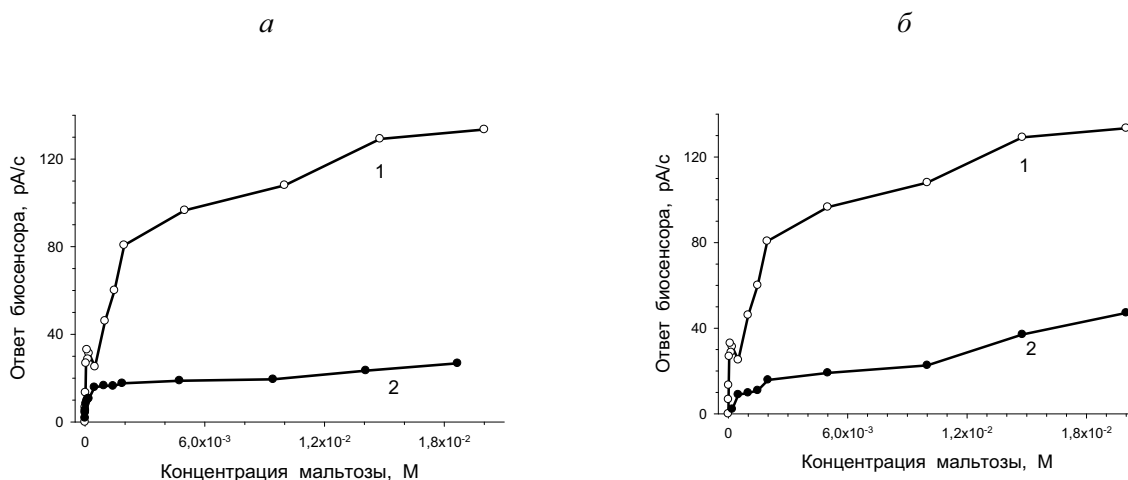 а
б
120
80
40
0
Ответ биосенсора, pA/c
1
2
0
6,0x10⁻³
1,2x10⁻²
1,8x10⁻²
Концентрация мальтозы, М
120
80
40
0
Ответ биосенсора, pA/c
1
2
0
6,0x10⁻³
1,2x10⁻²
1,8x10⁻²
Концентрация мальтозы, М